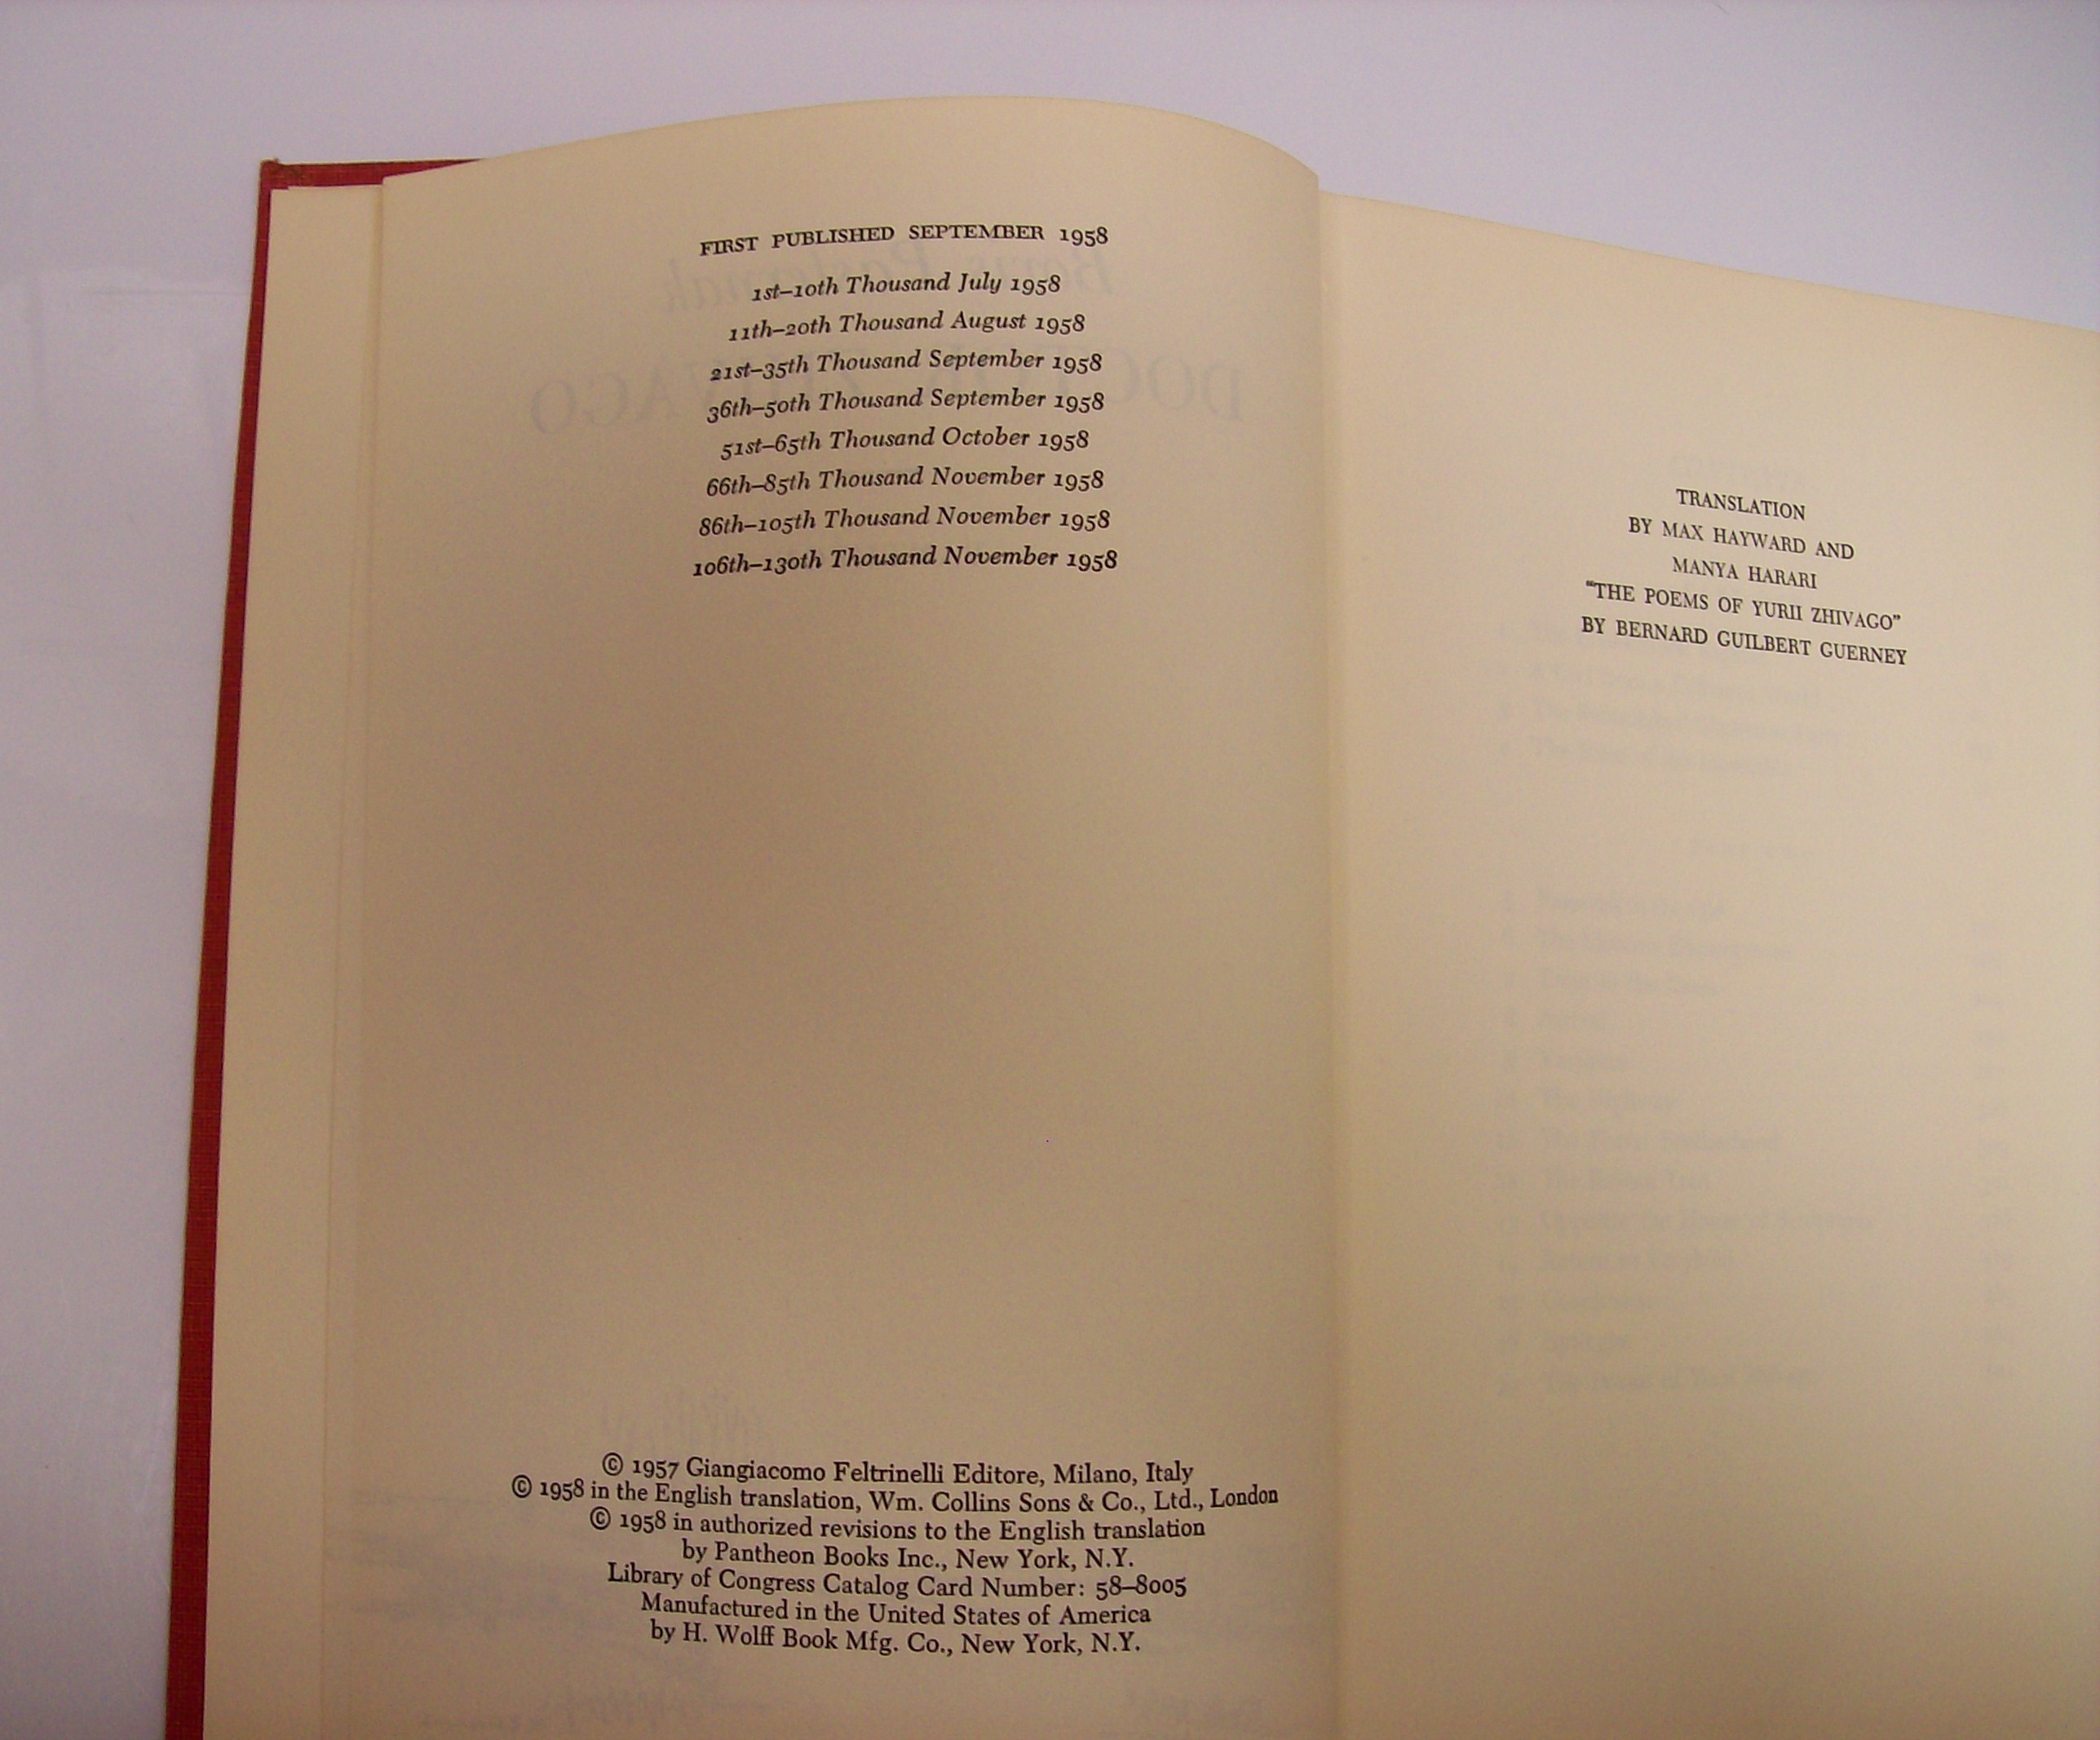 FIRST PUBLISHED SEPTEMBER 1958
1st–10th Thousand July 1958
11th–20th Thousand August 1958
21st–35th Thousand September 1958
36th–50th Thousand September 1958
51st–65th Thousand October 1958
66th–85th Thousand November 1958
86th–105th Thousand November 1958
106th–130th Thousand November 1958
© 1957 Giangiacomo Feltrinelli Editore, Milano, Italy
© 1958 in the English translation, Wm. Collins Sons & Co., Ltd., London
© 1958 in authorized revisions to the English translation
by Pantheon Books Inc., New York, N.Y.
Library of Congress Catalog Card Number: 58–8005
Manufactured in the United States of America
by H. Wolff Book Mfg. Co., New York, N.Y.
TRANSLATION
BY MAX HAYWARD AND
MANYA HARARI
“THE POEMS OF YURII ZHIVAGO”
BY BERNARD GUILBERT GUERNEY